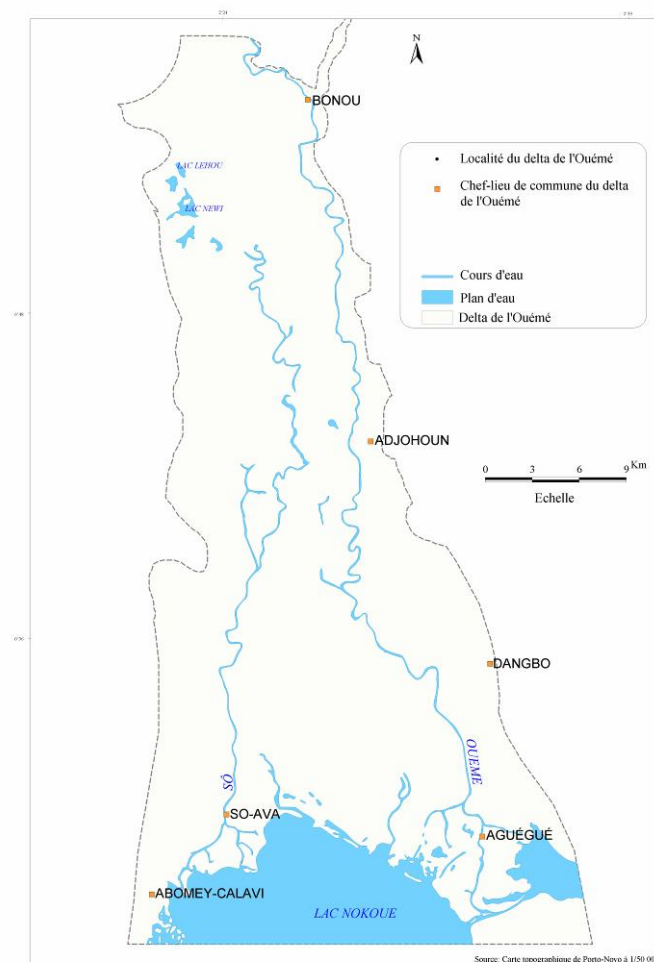 N
BONOU
LAC LEHOU
LAC NEWI
Localité du delta de l'Ouémé
Chef-lieu de commune du delta
de l'Ouémé
Cours d'eau
Plan d'eau
Delta de l'Ouémé
ADJOHOUN
0 3 6 9 Km
Echelle
DANGBO
OUEME
SÔ
SO-AVA
AGUÉGUÉ
ABOMEY-CALAVI
LAC NOKOUE
Source: Carte topographique de Porto-Novo à 1/50 00